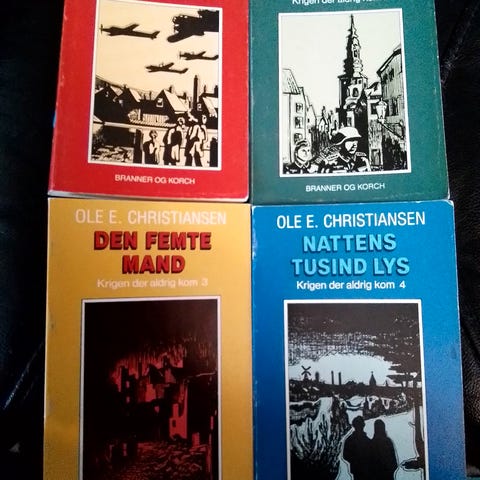 Krigen der aldrig kom
BRANNER OG KORCH
BRANNER OG KORCH
OLE E. CHRISTIANSEN
DEN FEMTE
MAND
Krigen der aldrig kom 3
OLE E. CHRISTIANSEN
NATTENS
TUSIND LYS
Krigen der aldrig kom 4